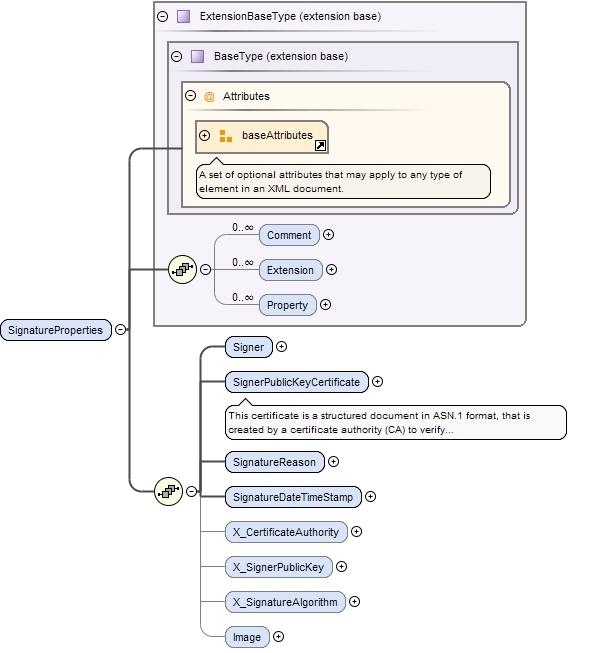 ExtensionBaseType (extension base)
BaseType (extension base)
@ Attributes
baseAttributes
A set of optional attributes that may apply to any type of
element in an XML document.
0..∞
Comment
0..∞
Extension
0..∞
Property
SignatureProperties
Signer
SignerPublicKeyCertificate
This certificate is a structured document in ASN.1 format, that is
created by a certificate authority (CA) to verify...
SignatureReason
SignatureDateTimeStamp
X_CertificateAuthority
X_SignerPublicKey
X_SignatureAlgorithm
Image